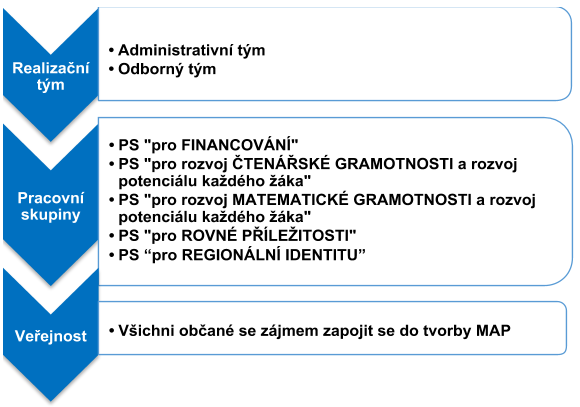 Realizační
tým
• Administrativní tým
• Odborný tým
Pracovní
skupiny
• PS "pro FINANCOVÁNÍ"
• PS "pro rozvoj ČTENÁŘSKÉ GRAMOTNOSTI a rozvoj
potenciálu každého žáka"
• PS "pro rozvoj MATEMATICKÉ GRAMOTNOSTI a rozvoj
potenciálu každého žáka"
• PS "pro ROVNÉ PŘÍLEŽITOSTI"
• PS “pro REGIONÁLNÍ IDENTITU”
Veřejnost
• Všichni občané se zájmem zapojit se do tvorby MAP